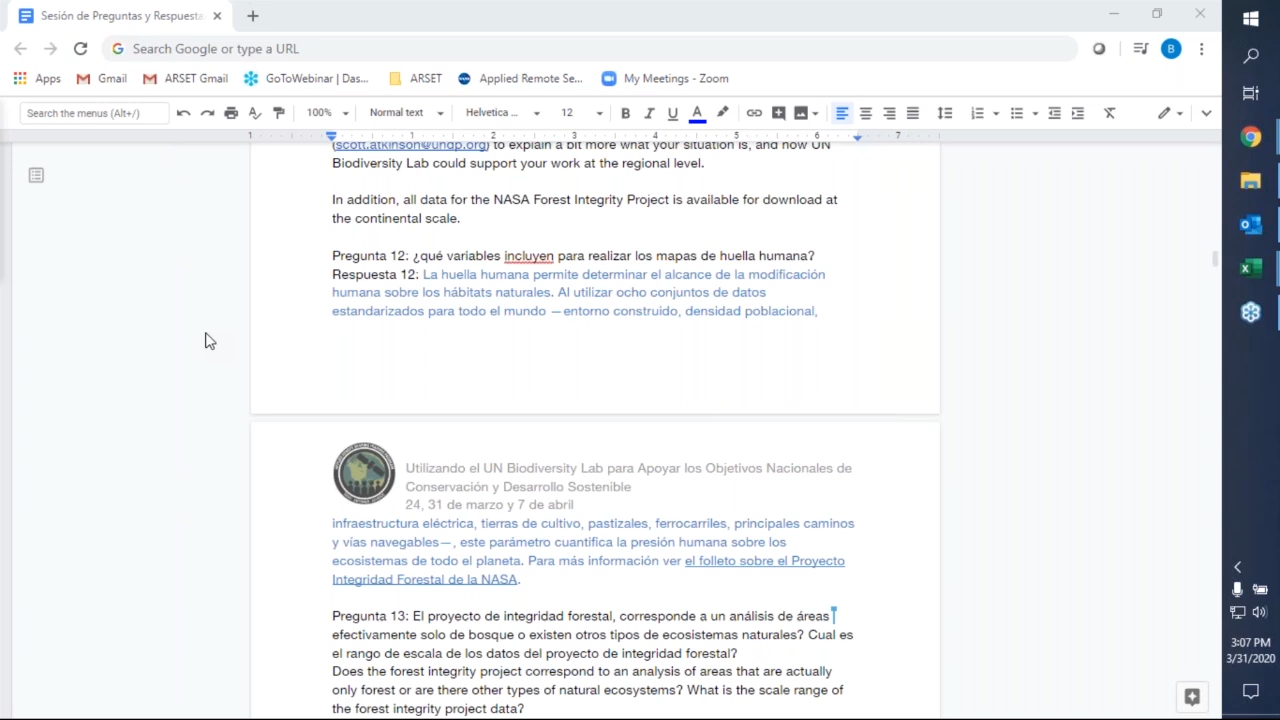 Sesión de Preguntas y Respuesta
Search Google or type a URL
B
Apps
Gmail
ARSET Gmail
GoToWebinar | Das...
ARSET
Applied Remote Se...
My Meetings - Zoom
Search the menus (Alt+/)
100%
Normal text
Helvetica ...
12
B I U A
1 1 2 3 4 5 6 7
(scott.atkinson@undp.org) to explain a bit more what your situation is, and how UN
Biodiversity Lab could support your work at the regional level.
In addition, all data for the NASA Forest Integrity Project is available for download at
the continental scale.
Pregunta 12: ¿qué variables incluyen para realizar los mapas de huella humana?
Respuesta 12: La huella humana permite determinar el alcance de la modificación
humana sobre los hábitats naturales. Al utilizar ocho conjuntos de datos
estandarizados para todo el mundo —entorno construido, densidad poblacional,
Utilizando el UN Biodiversity Lab para Apoyar los Objetivos Nacionales de
Conservación y Desarrollo Sostenible
24, 31 de marzo y 7 de abril
infraestructura eléctrica, tierras de cultivo, pastizales, ferrocarriles, principales caminos
y vías navegables—, este parámetro cuantifica la presión humana sobre los
ecosistemas de todo el planeta. Para más información ver el folleto sobre el Proyecto
Integridad Forestal de la NASA.
Pregunta 13: El proyecto de integridad forestal, corresponde a un análisis de áreas
efectivamente solo de bosque o existen otros tipos de ecosistemas naturales? Cual es
el rango de escala de los datos del proyecto de integridad forestal?
Does the forest integrity project correspond to an analysis of areas that are actually
only forest or are there other types of natural ecosystems? What is the scale range of
the forest integrity project data?
3:07 PM
3/31/2020